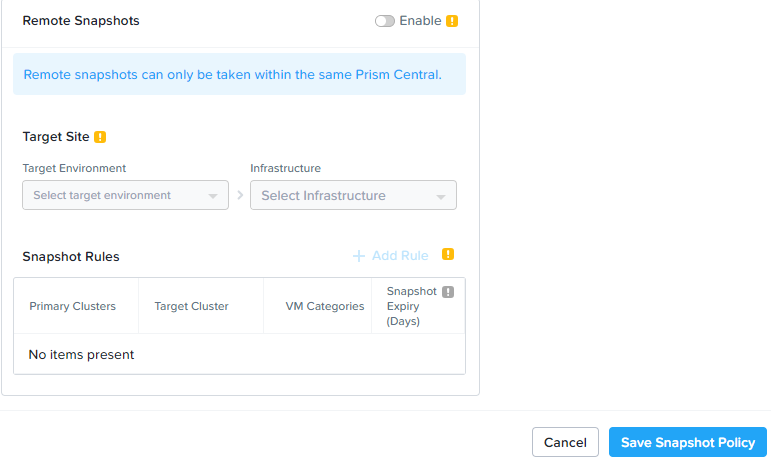 Remote Snapshots
Enable
Remote snapshots can only be taken within the same Prism Central.
Target Site
Target Environment
Infrastructure
Select target environment
Select Infrastructure
Snapshot Rules
+ Add Rule
Primary Clusters
Target Cluster
VM Categories
Snapshot
Expiry
(Days)
No items present
Cancel
Save Snapshot Policy